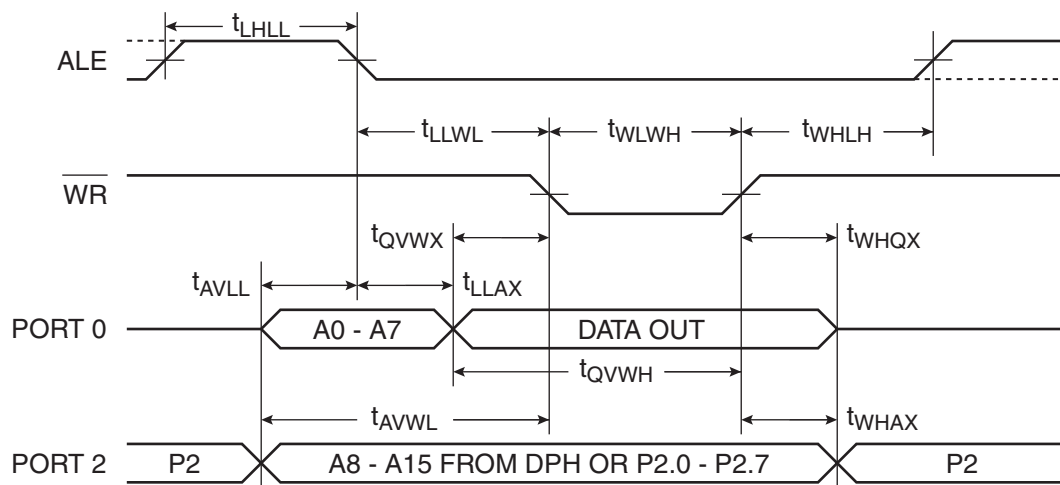 tLHLL
ALE
tLLWL tWLWH tWHLH
WR
tQVWX tWHQX
tAVLL tLLAX
PORT 0 A0 - A7 DATA OUT
tQVWH
tAVWL tWHAX
PORT 2 P2 A8 - A15 FROM DPH OR P2.0 - P2.7 P2